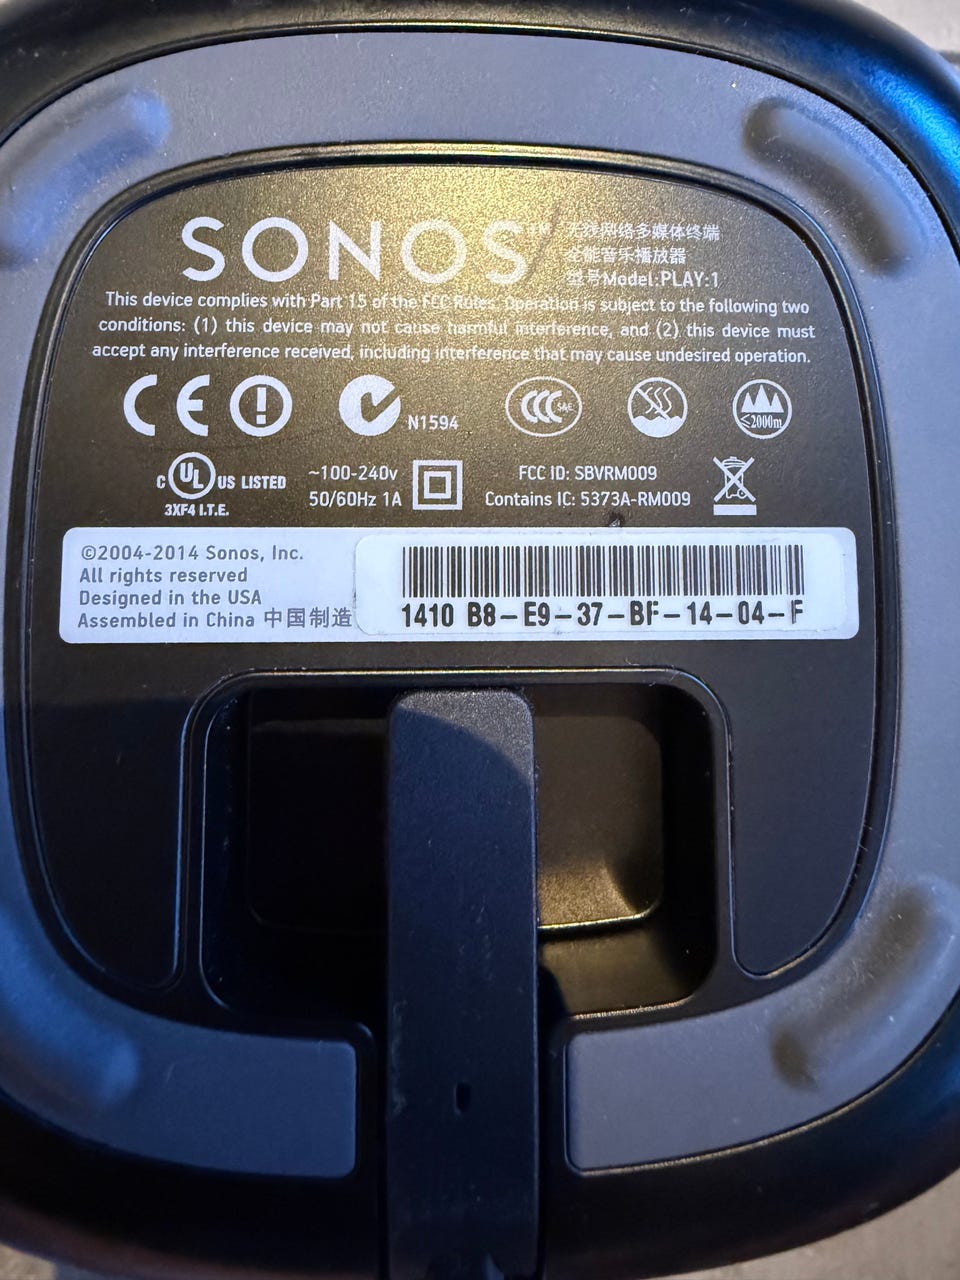 SONOS
无线网络多媒体终端
全能音乐播放器
型号Model:PLAY:1
This device complies with Part 15 of the FCC Rules. Operation is subject to the following two
conditions: (1) this device may not cause harmful interference, and (2) this device must
accept any interference received, including interference that may cause undesired operation.
CE
N1594
CCC S&E
≤2000m
C UL US LISTED
3XF4 I.T.E.
~100-240v
50/60Hz 1A
FCC ID: SBVRM009
Contains IC: 5373A-RM009
©2004-2014 Sonos, Inc.
All rights reserved
Designed in the USA
Assembled in China 中国制造
1410 B8-E9-37-BF-14-04-F